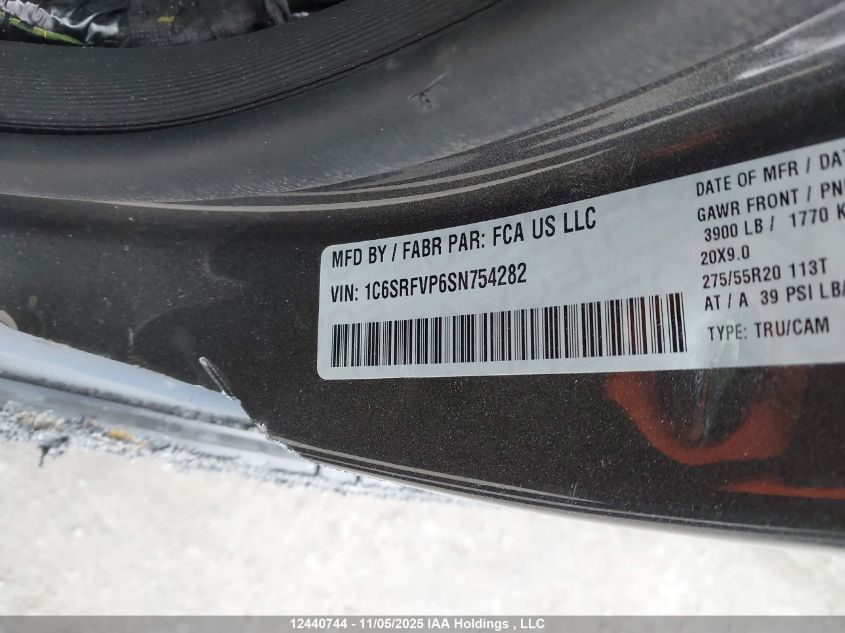 MFD BY / FABR PAR: FCA US LLC
VIN: 1C6SRFVP6SN754282
DATE OF MFR / DAT
GAWR FRONT / PN
3900 LB / 1770 K
20X9.0
275/55R20 113T
AT / A 39 PSI LB/
TYPE: TRU/CAM
12440744 - 11/05/2025 IAA Holdings , LLC